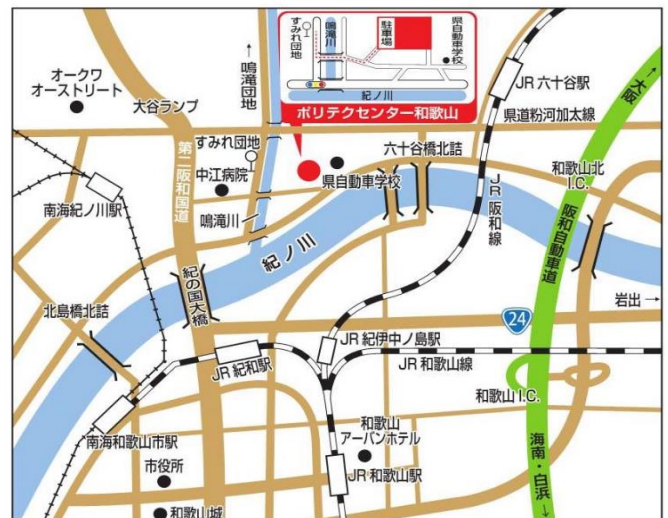 すみれ団地
鳴滝川
駐車場
県自動車学校
紀ノ川
ポリテクセンター和歌山
↑鳴滝団地
オークワ
オーストリート
大谷ランプ
第二阪和国道
すみれ団地
中江病院
鳴滝川
県自動車学校
六十谷橋北詰
JR 六十谷駅
県道粉河加太線
↑大阪
和歌山北
I.C.
阪和自動車道
JR 阪和線
南海紀ノ川駅
紀ノ川
紀の国大橋
北島橋北詰
岩出→
24
JR 紀和駅
JR 紀伊中ノ島駅
JR 和歌山線
和歌山 I.C.
南海和歌山市駅
和歌山
アーバンホテル
市役所
JR 和歌山駅
海南・白浜↓
和歌山城